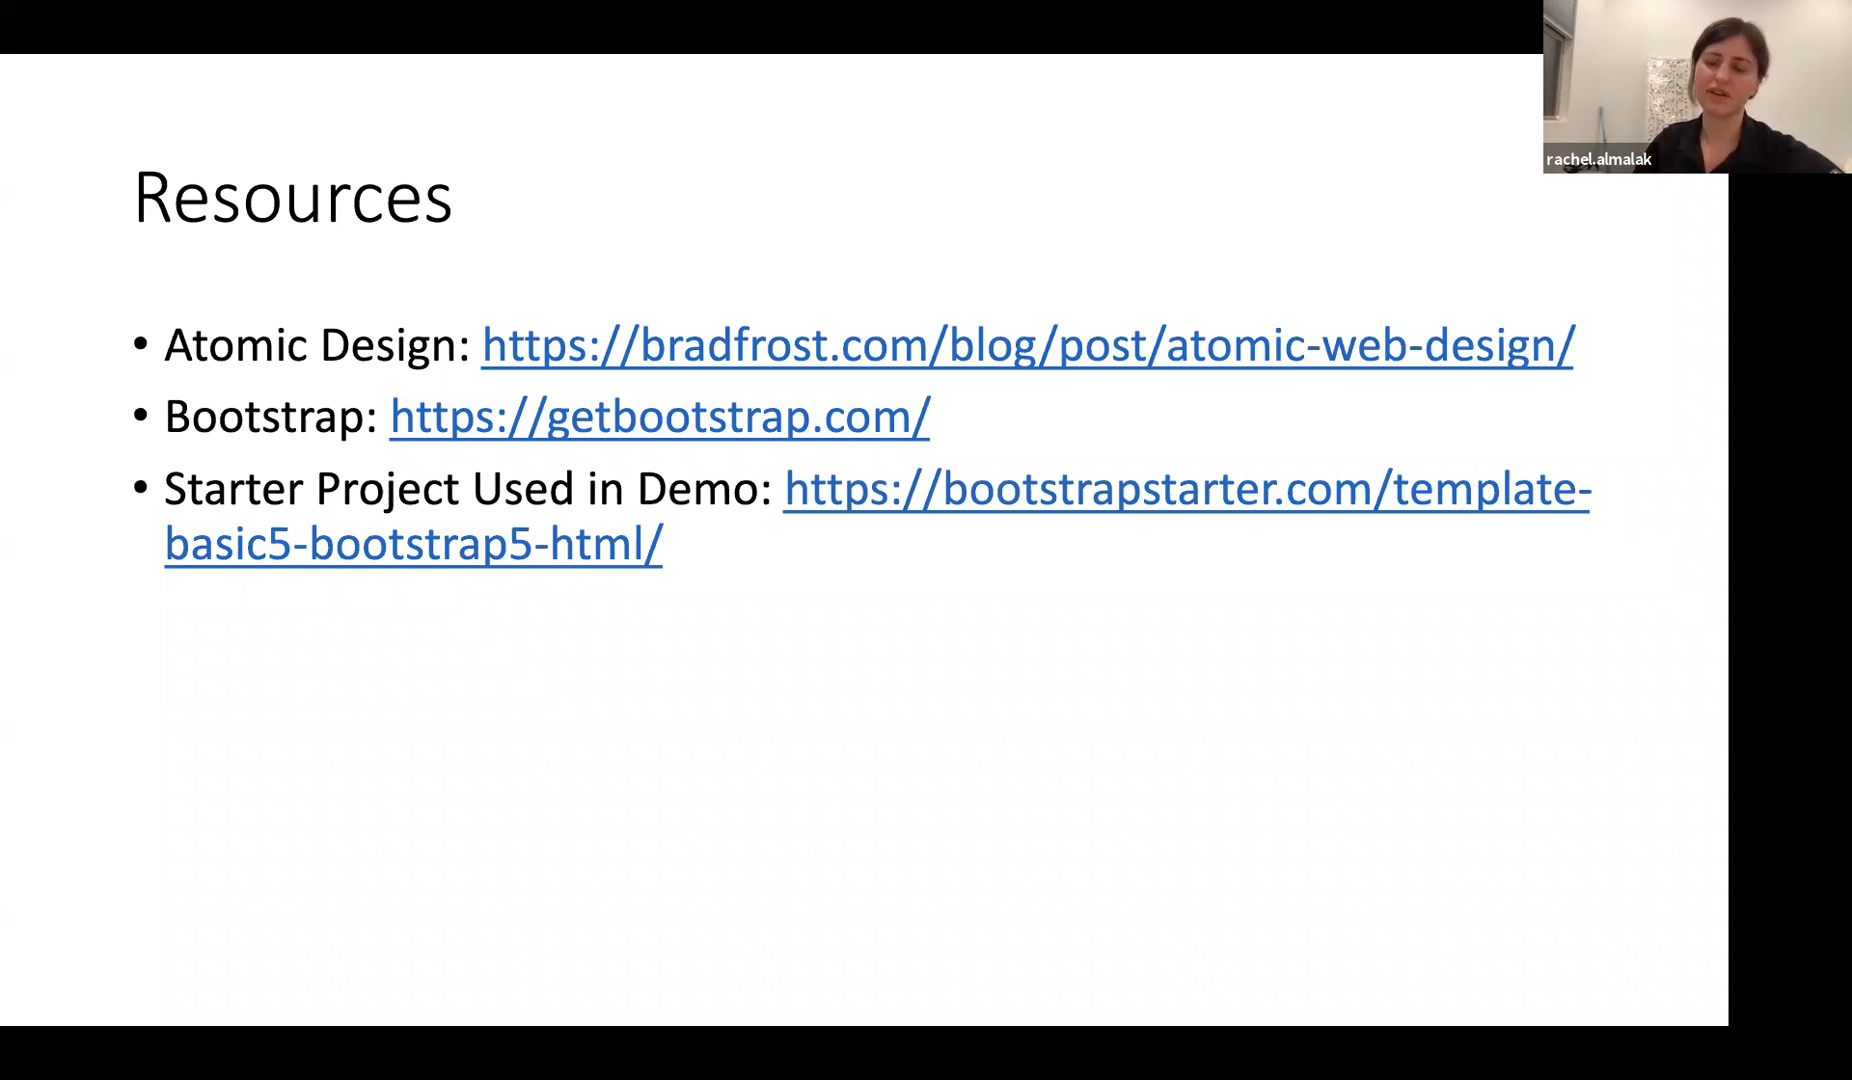 rachel.almalak
Resources
• Atomic Design: https://bradfrost.com/blog/post/atomic-web-design/
• Bootstrap: https://getbootstrap.com/
• Starter Project Used in Demo: https://bootstrapstarter.com/template-
basic5-bootstrap5-html/